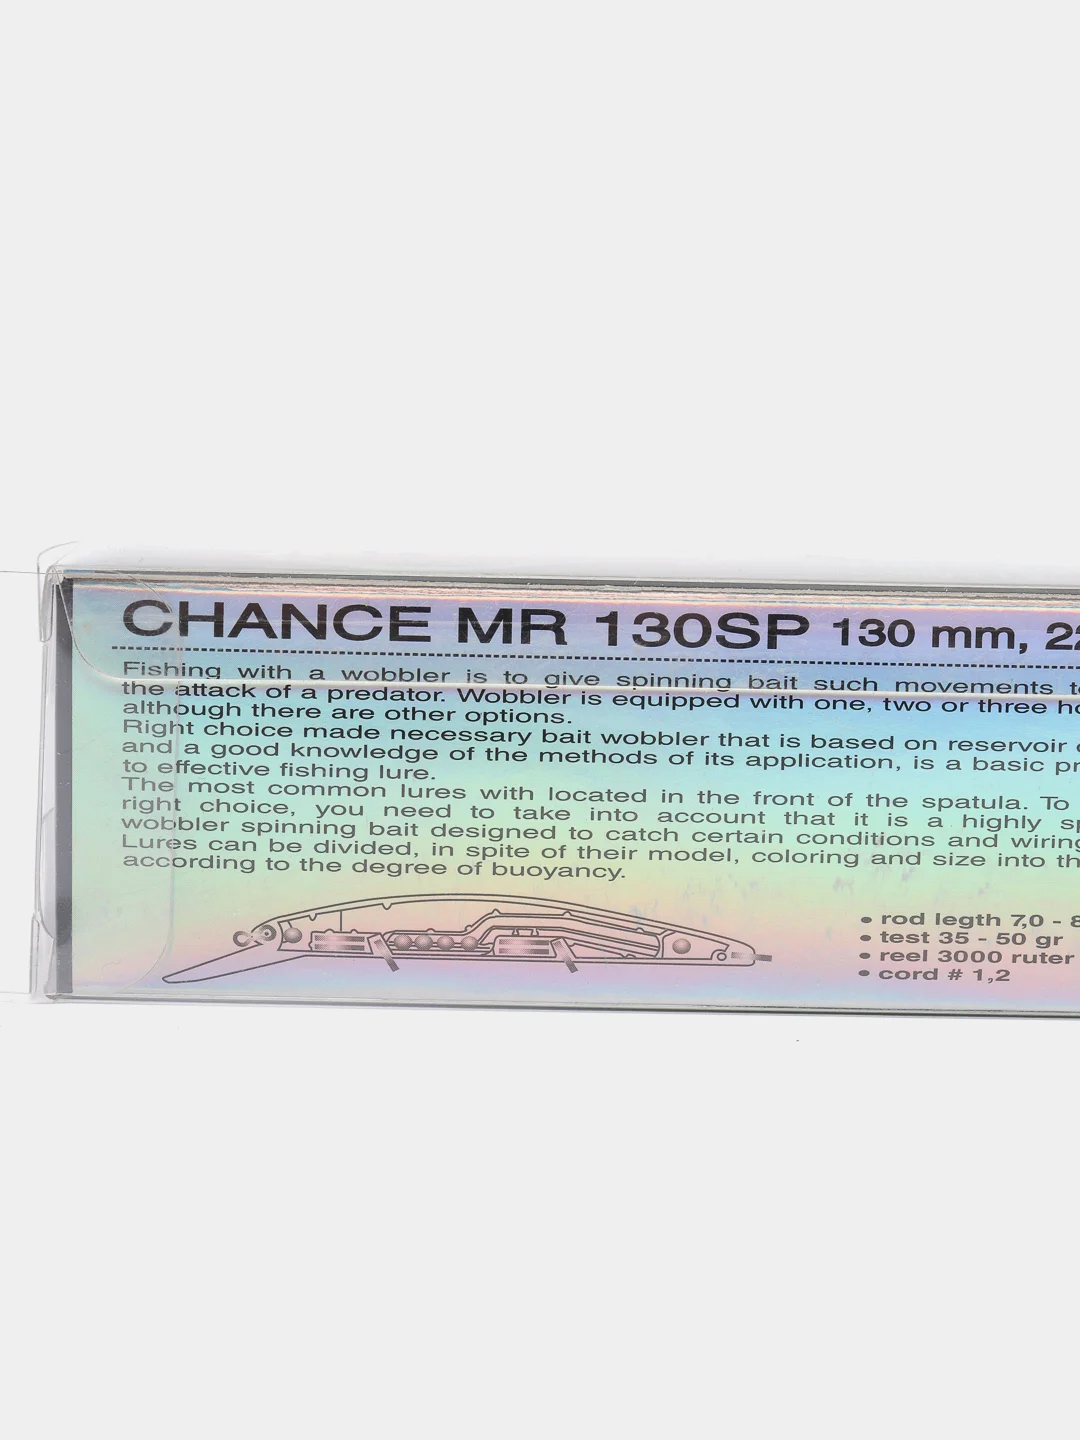 CHANCE MR 130SP 130 mm, 22
Fishing with a wobbler is to give spinning bait such movements
the attack of a predator. Wobbler is equipped with one, two or three
although there are other options.
Right choice made necessary bait wobbler that is based on reservoir
and a good knowledge of the methods of its application, is a basic
to effective fishing lure.
The most common lures with located in the front of the spatula. To
right choice, you need to take into account that it is a highly
wobbler spinning bait designed to catch certain conditions and wiring
Lures can be divided, in spite of their model, coloring and size into
according to the degree of buoyancy.
• rod legth 7,0 - 8
• test 35 - 50 gr
• reel 3000 ruter
• cord # 1,2